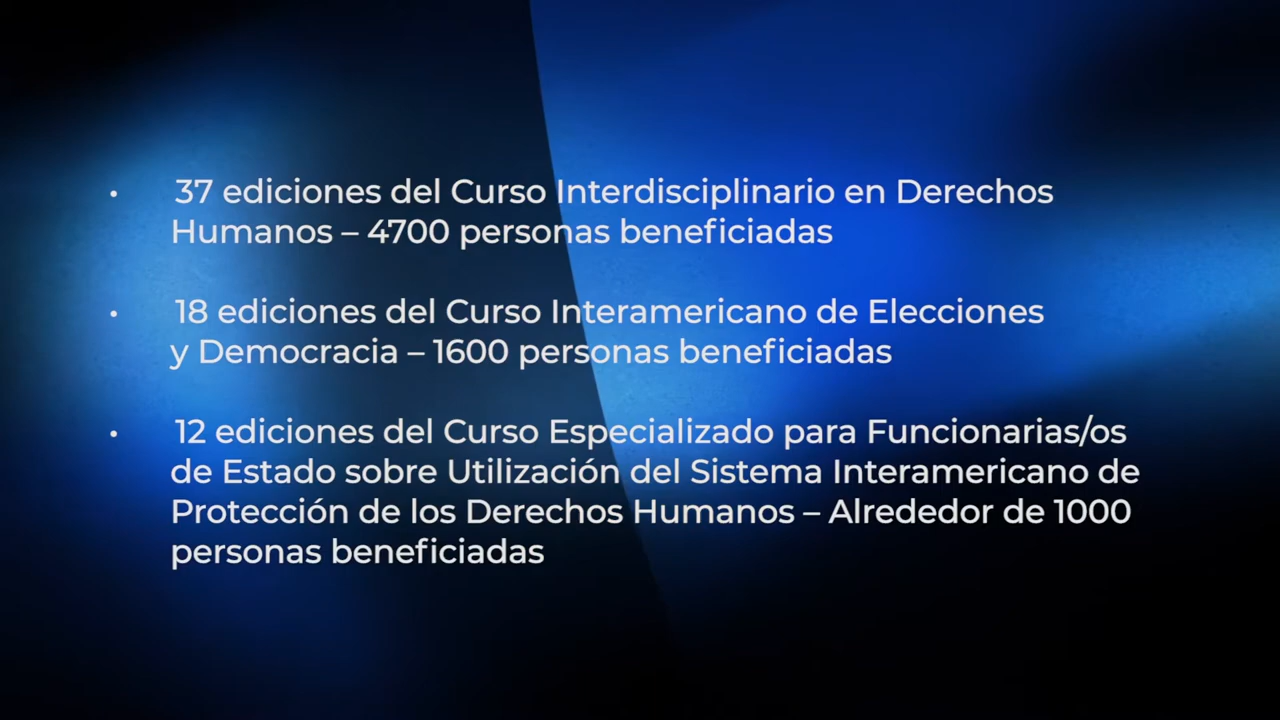 • 37 ediciones del Curso Interdisciplinario en Derechos
Humanos – 4700 personas beneficiadas
• 18 ediciones del Curso Interamericano de Elecciones
y Democracia – 1600 personas beneficiadas
• 12 ediciones del Curso Especializado para Funcionarias/os
de Estado sobre Utilización del Sistema Interamericano de
Protección de los Derechos Humanos – Alrededor de 1000
personas beneficiadas